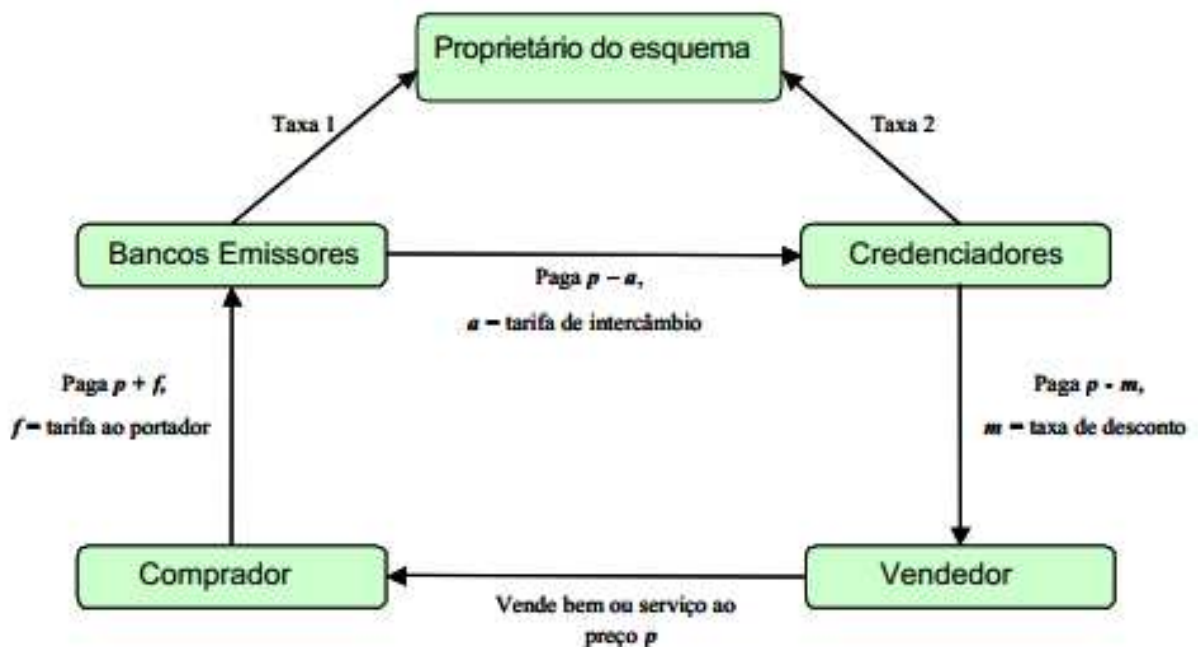 Proprietário do esquema
Taxa 1
Taxa 2
Bancos Emissores
Credenciadores
Paga p – a,
a = tarifa de intercâmbio
Paga p + f,
f = tarifa ao portador
Paga p - m,
m = taxa de desconto
Comprador
Vendedor
Vende bem ou serviço ao
preço p